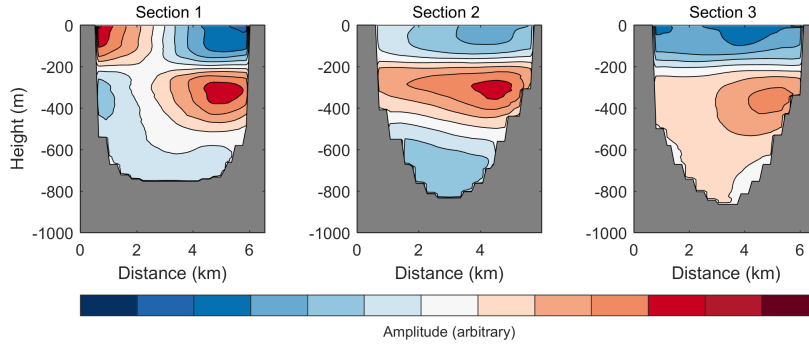 Section 1 Section 2 Section 3
0 0 0
-200 -200 -200
-400 -400 -400
-600 -600 -600
-800 -800 -800
-1000 -1000 -1000
Height (m)
0 2 4 6 0 2 4 0 2 4 6
Distance (km) Distance (km) Distance (km)
Amplitude (arbitrary)